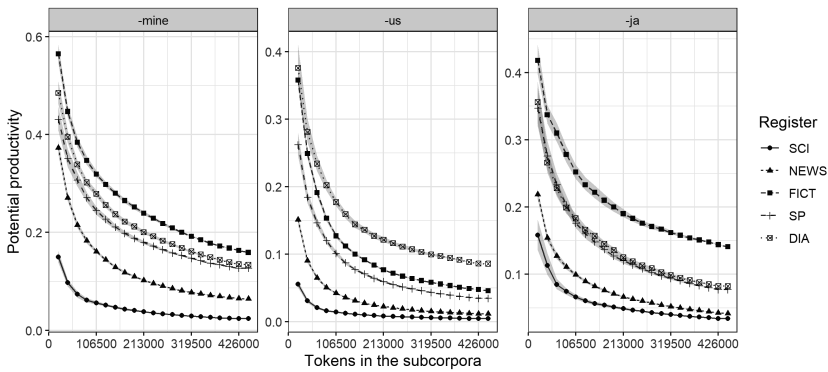 -mine -us -ja
0.6 0.4 0.4
0.4 0.3 0.3
0.2 0.2 0.2
0.0 0.1 0.1
0.0
0 106500 213000 319500 426000 0 106500 213000 319500 426000 0 106500 213000 319500 426000
Potential productivity
Tokens in the subcorpora
Register
SCI
NEWS
FICT
SP
DIA